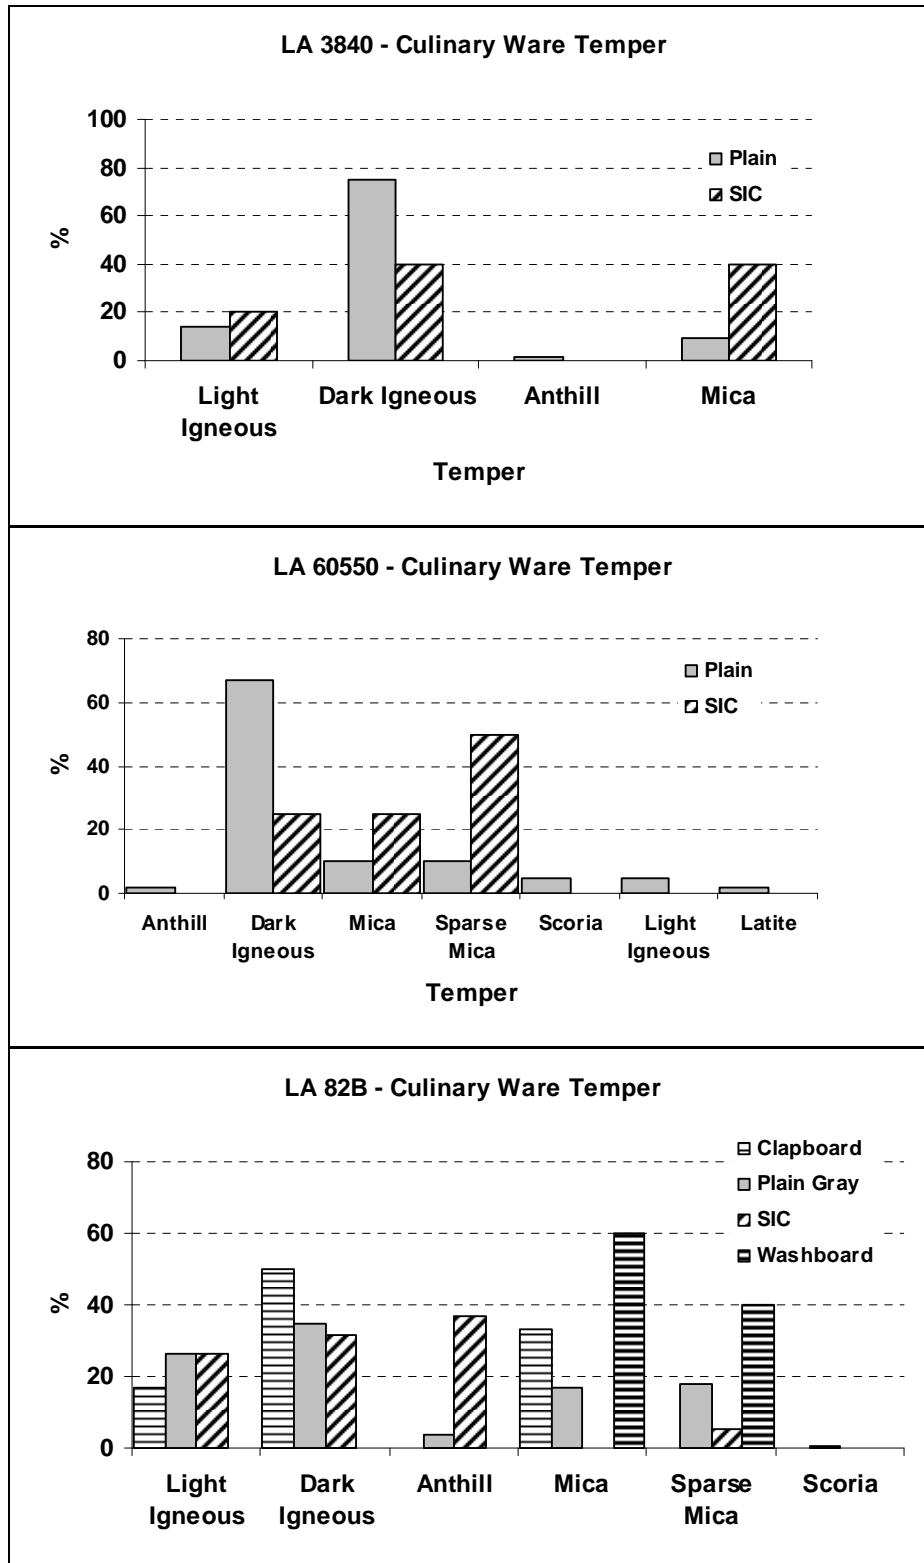 LA 3840 - Culinary Ware Temper
100
80
60
40
20
0
%
Plain
SIC
Light Igneous
Dark Igneous
Anthill
Mica
Temper
LA 60550 - Culinary Ware Temper
80
60
40
20
0
%
Plain
SIC
Anthill
Dark Igneous
Mica
Sparse Mica
Scoria
Light Igneous
Latite
Temper
LA 82B - Culinary Ware Temper
80
60
40
20
0
%
Clapboard
Plain Gray
SIC
Washboard
Light Igneous
Dark Igneous
Anthill
Mica
Sparse Mica
Scoria